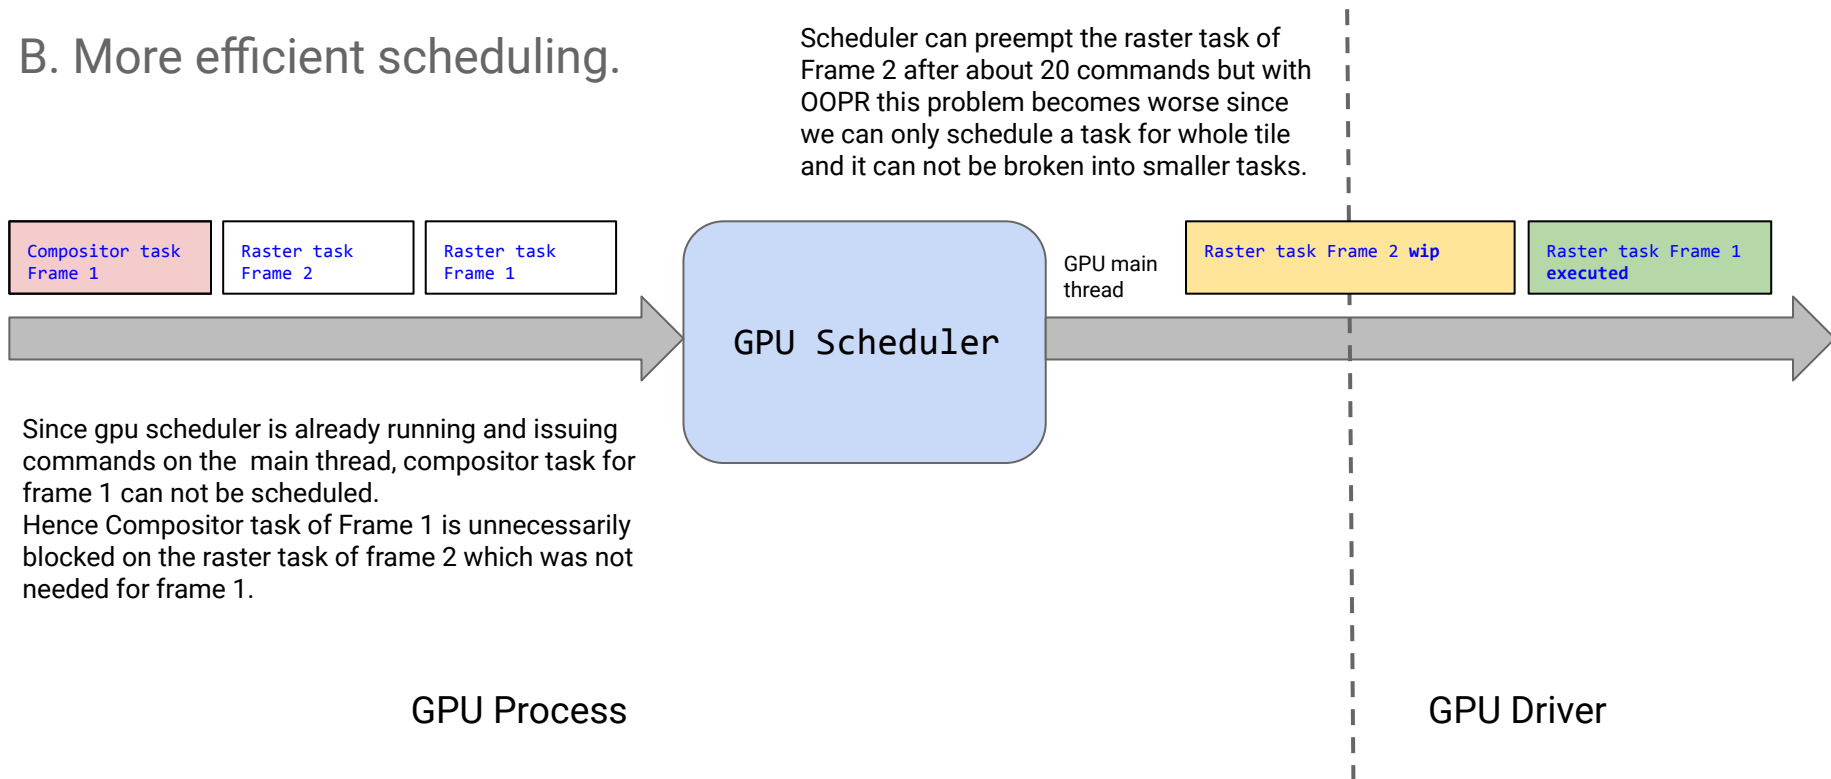 B. More efficient scheduling.
Scheduler can preempt the raster task of
Frame 2 after about 20 commands but with
OOPR this problem becomes worse since
we can only schedule a task for whole tile
and it can not be broken into smaller tasks.
Compositor task
Frame 1
Raster task
Frame 2
Raster task
Frame 1
GPU Scheduler
GPU main
thread
Raster task Frame 2 wip
Raster task Frame 1
executed
Since gpu scheduler is already running and issuing
commands on the  main thread, compositor task for
frame 1 can not be scheduled.
Hence Compositor task of Frame 1 is unnecessarily
blocked on the raster task of frame 2 which was not
needed for frame 1.
GPU Process
GPU Driver